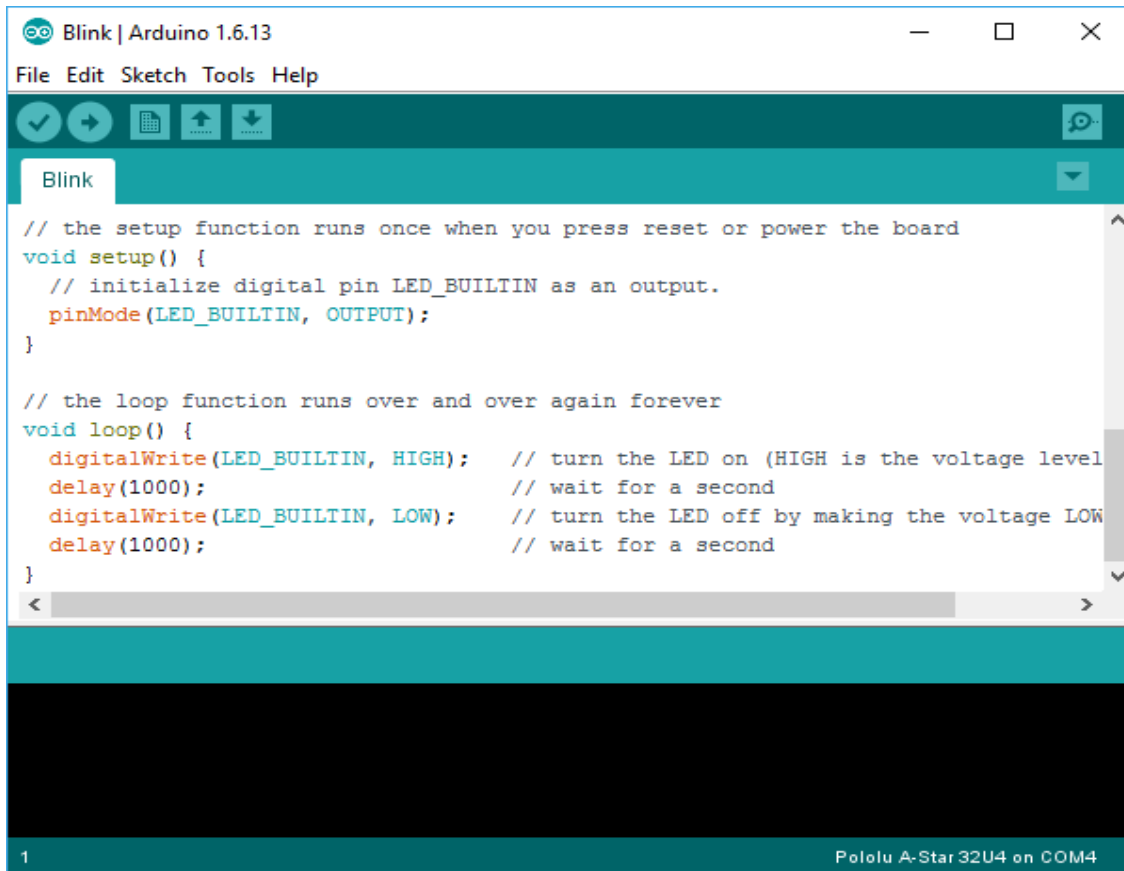 Blink | Arduino 1.6.13
File Edit Sketch Tools Help
Blink
// the setup function runs once when you press reset or power the board
void setup() {
  // initialize digital pin LED_BUILTIN as an output.
  pinMode(LED_BUILTIN, OUTPUT);
}

// the loop function runs over and over again forever
void loop() {
  digitalWrite(LED_BUILTIN, HIGH);   // turn the LED on (HIGH is the voltage level
  delay(1000);                       // wait for a second
  digitalWrite(LED_BUILTIN, LOW);    // turn the LED off by making the voltage LOW
  delay(1000);                       // wait for a second
}
1
Pololu A-Star 32U4 on COM4